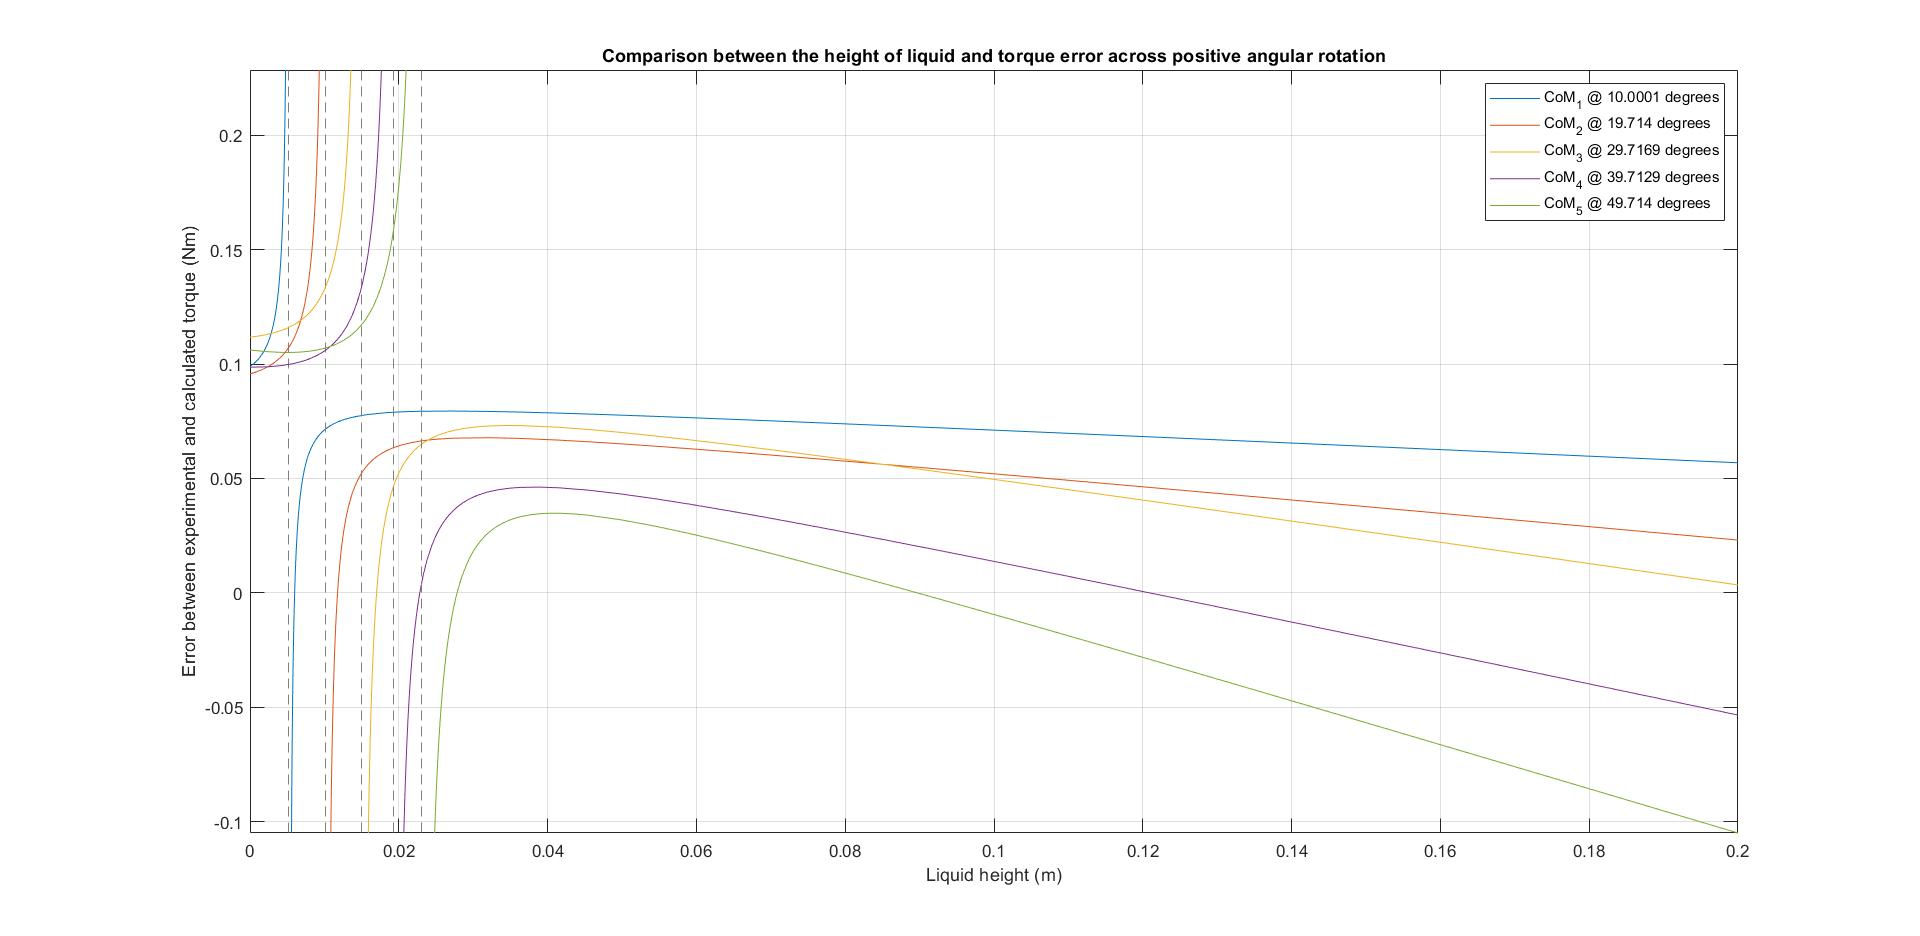 Comparison between the height of liquid and torque error across positive angular rotation
CoM1 @ 10.0001 degrees
CoM2 @ 19.714 degrees
CoM3 @ 29.7169 degrees
CoM4 @ 39.7129 degrees
CoM5 @ 49.714 degrees
Error between experimental and calculated torque (Nm)
0.2
0.15
0.1
0.05
0
-0.05
-0.1
0 0.02 0.04 0.06 0.08 0.1 0.12 0.14 0.16 0.18 0.2
Liquid height (m)